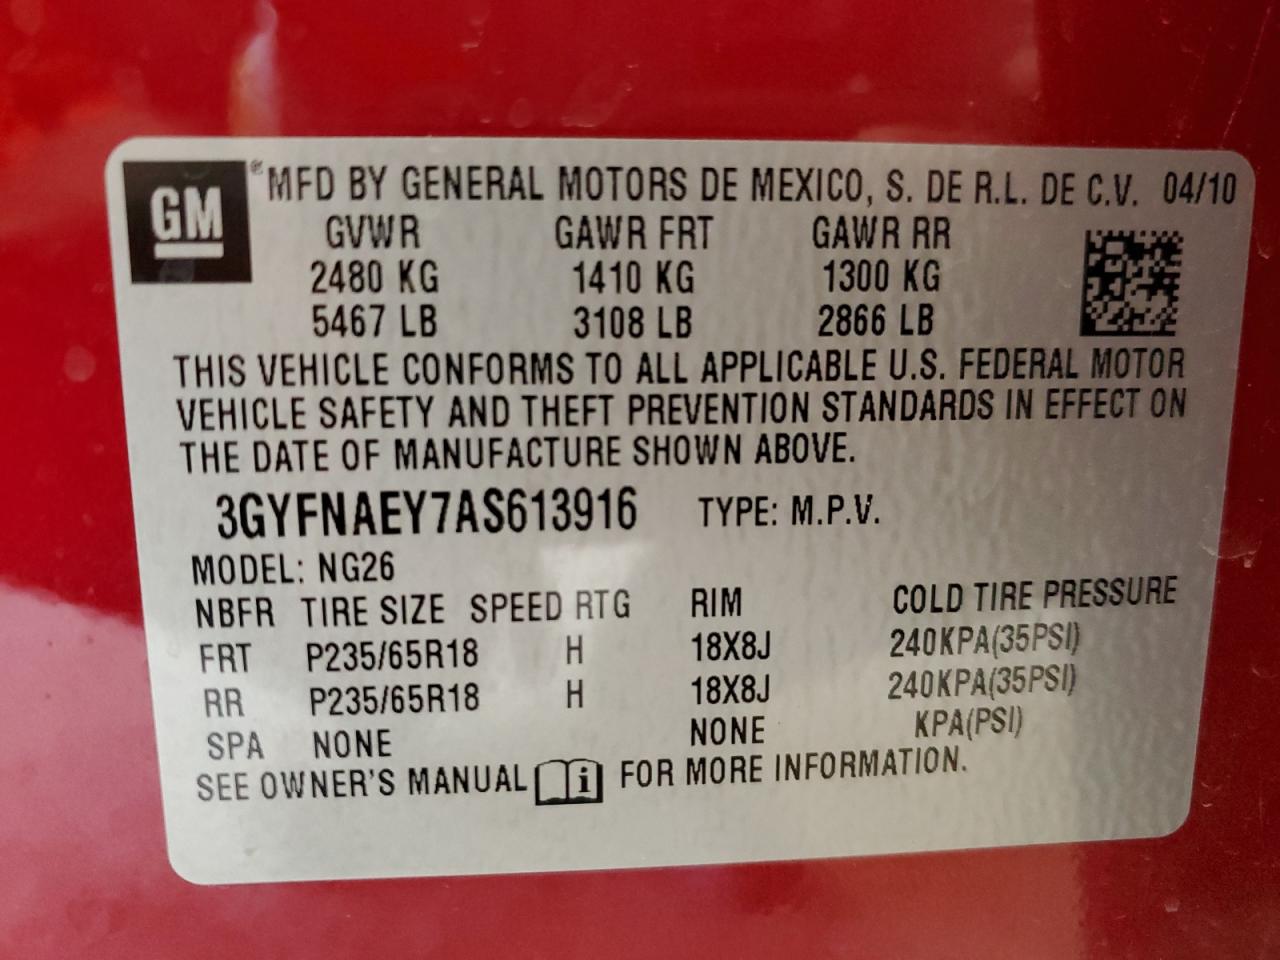 GM
® MFD BY GENERAL MOTORS DE MEXICO, S. DE R.L. DE C.V. 04/10
GVWR GAWR FRT GAWR RR
2480 KG 1410 KG 1300 KG
5467 LB 3108 LB 2866 LB
THIS VEHICLE CONFORMS TO ALL APPLICABLE U.S. FEDERAL MOTOR
VEHICLE SAFETY AND THEFT PREVENTION STANDARDS IN EFFECT ON
THE DATE OF MANUFACTURE SHOWN ABOVE.
3GYFNAEY7AS613916 TYPE: M.P.V.
MODEL: NG26
NBFR TIRE SIZE SPEED RTG RIM COLD TIRE PRESSURE
FRT P235/65R18 H 18X8J 240KPA(35PSI)
RR P235/65R18 H 18X8J 240KPA(35PSI)
SPA NONE NONE KPA(PSI)
SEE OWNER'S MANUAL i FOR MORE INFORMATION.